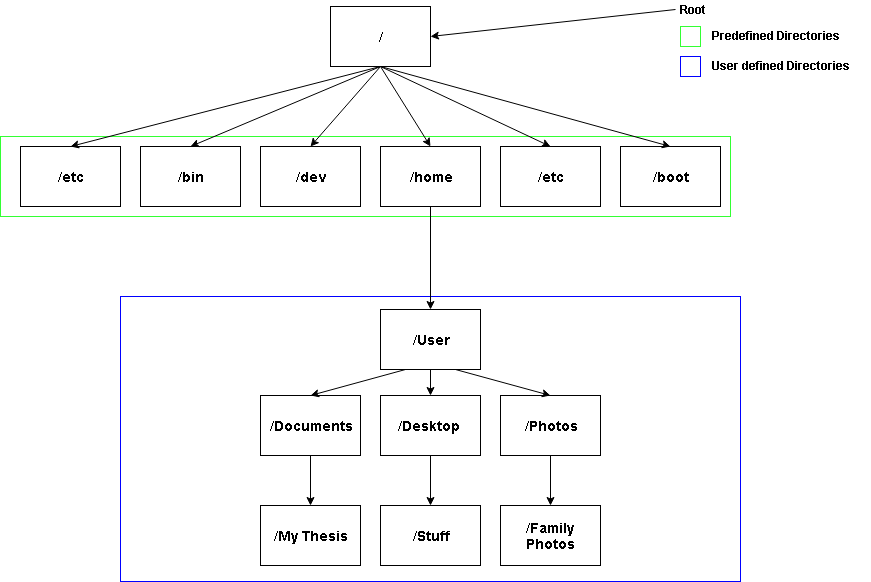 Root
/
Predefined Directories
User defined Directories
/etc
/bin
/dev
/home
/etc
/boot
/User
/Documents
/Desktop
/Photos
/My Thesis
/Stuff
/Family
Photos